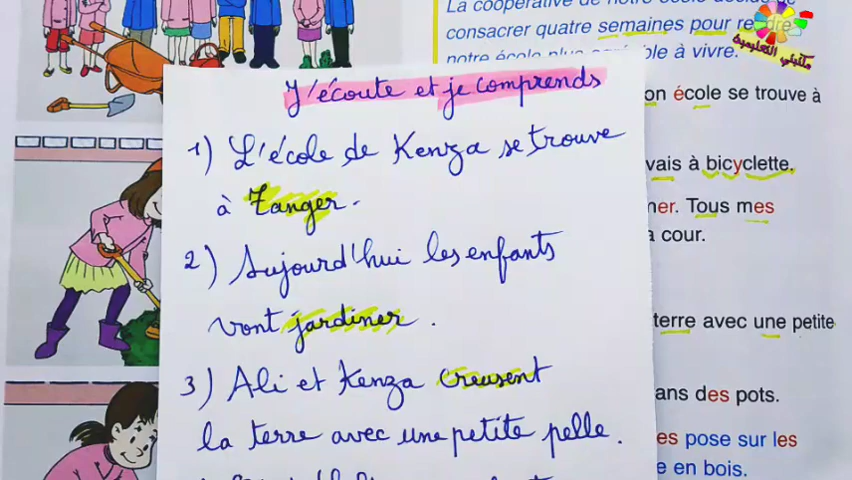 La coopérative de notre école
consacrer quatre semaines pour re
notre école plus agréable à vivre.
مكتبتي التعليمية
J'écoute et je comprends
on école se trouve à
1) L'école de Kenza se trouve
à Tanger.
vais à bicyclette.
mer. Tous mes
a cour.
2) Aujourd'hui les enfants
vont jardiner.
terre avec une petite
3) Ali et Kenza creusent
la terre avec une petite pelle.
ans des pots.
es pose sur les
e en bois.